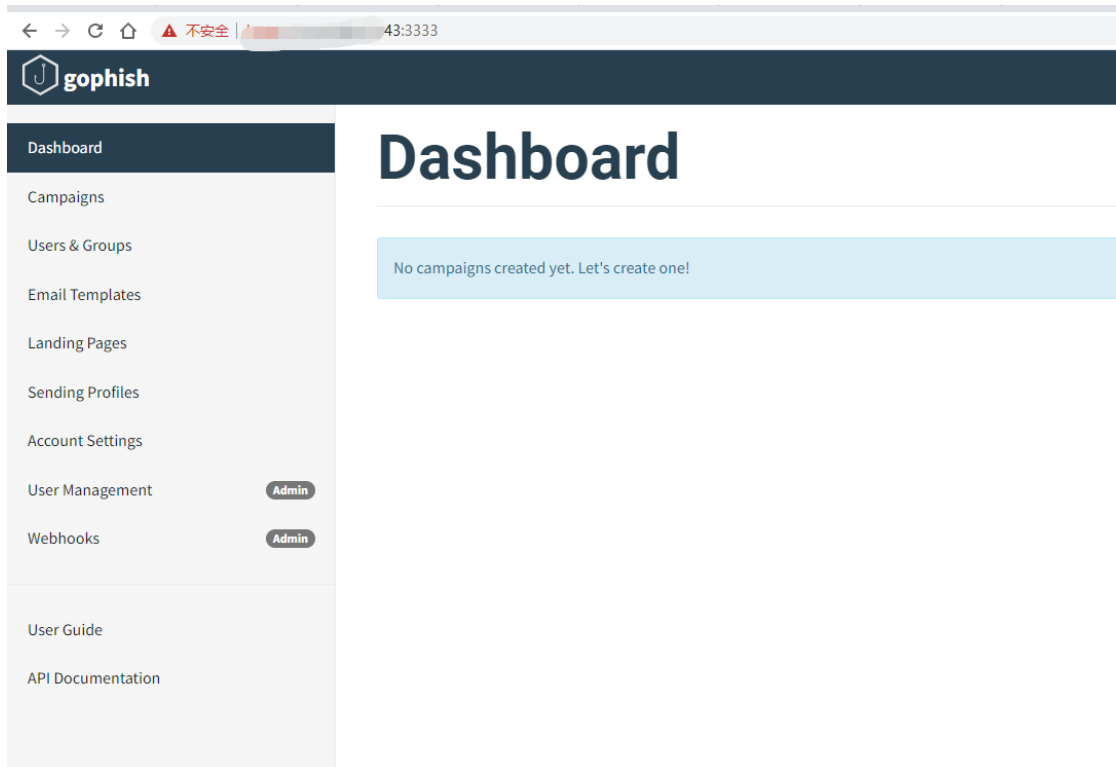 不安全 43:3333
gophish
Dashboard
Dashboard
Campaigns
Users & Groups
No campaigns created yet. Let's create one!
Email Templates
Landing Pages
Sending Profiles
Account Settings
User Management Admin
Webhooks Admin
User Guide
API Documentation